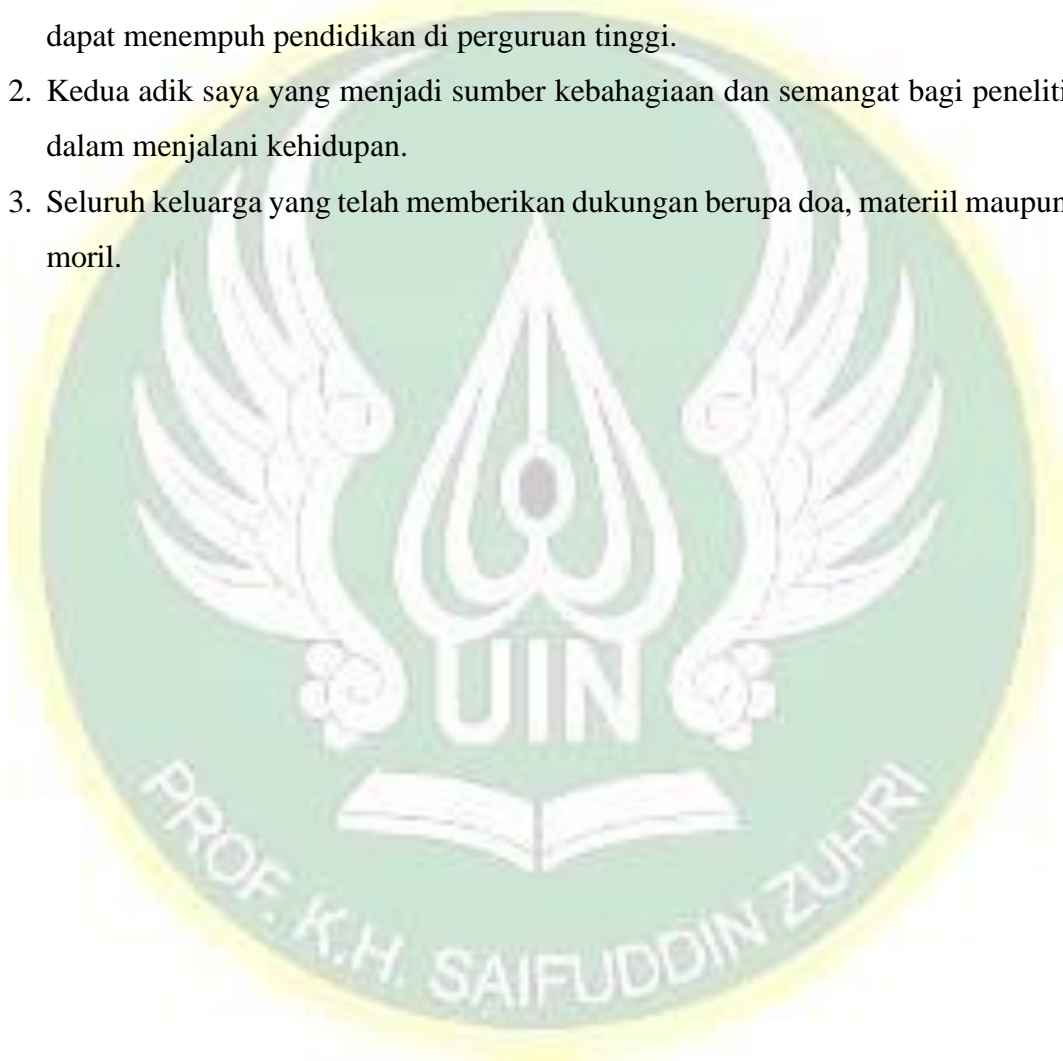 dapat menempuh pendidikan di perguruan tinggi.
2. Kedua adik saya yang menjadi sumber kebahagiaan dan semangat bagi peneliti
dalam menjalani kehidupan.
3. Seluruh keluarga yang telah memberikan dukungan berupa doa, materiil maupun
moril.
UIN
PROF. K.H. SAIFUDDIN ZUHRI